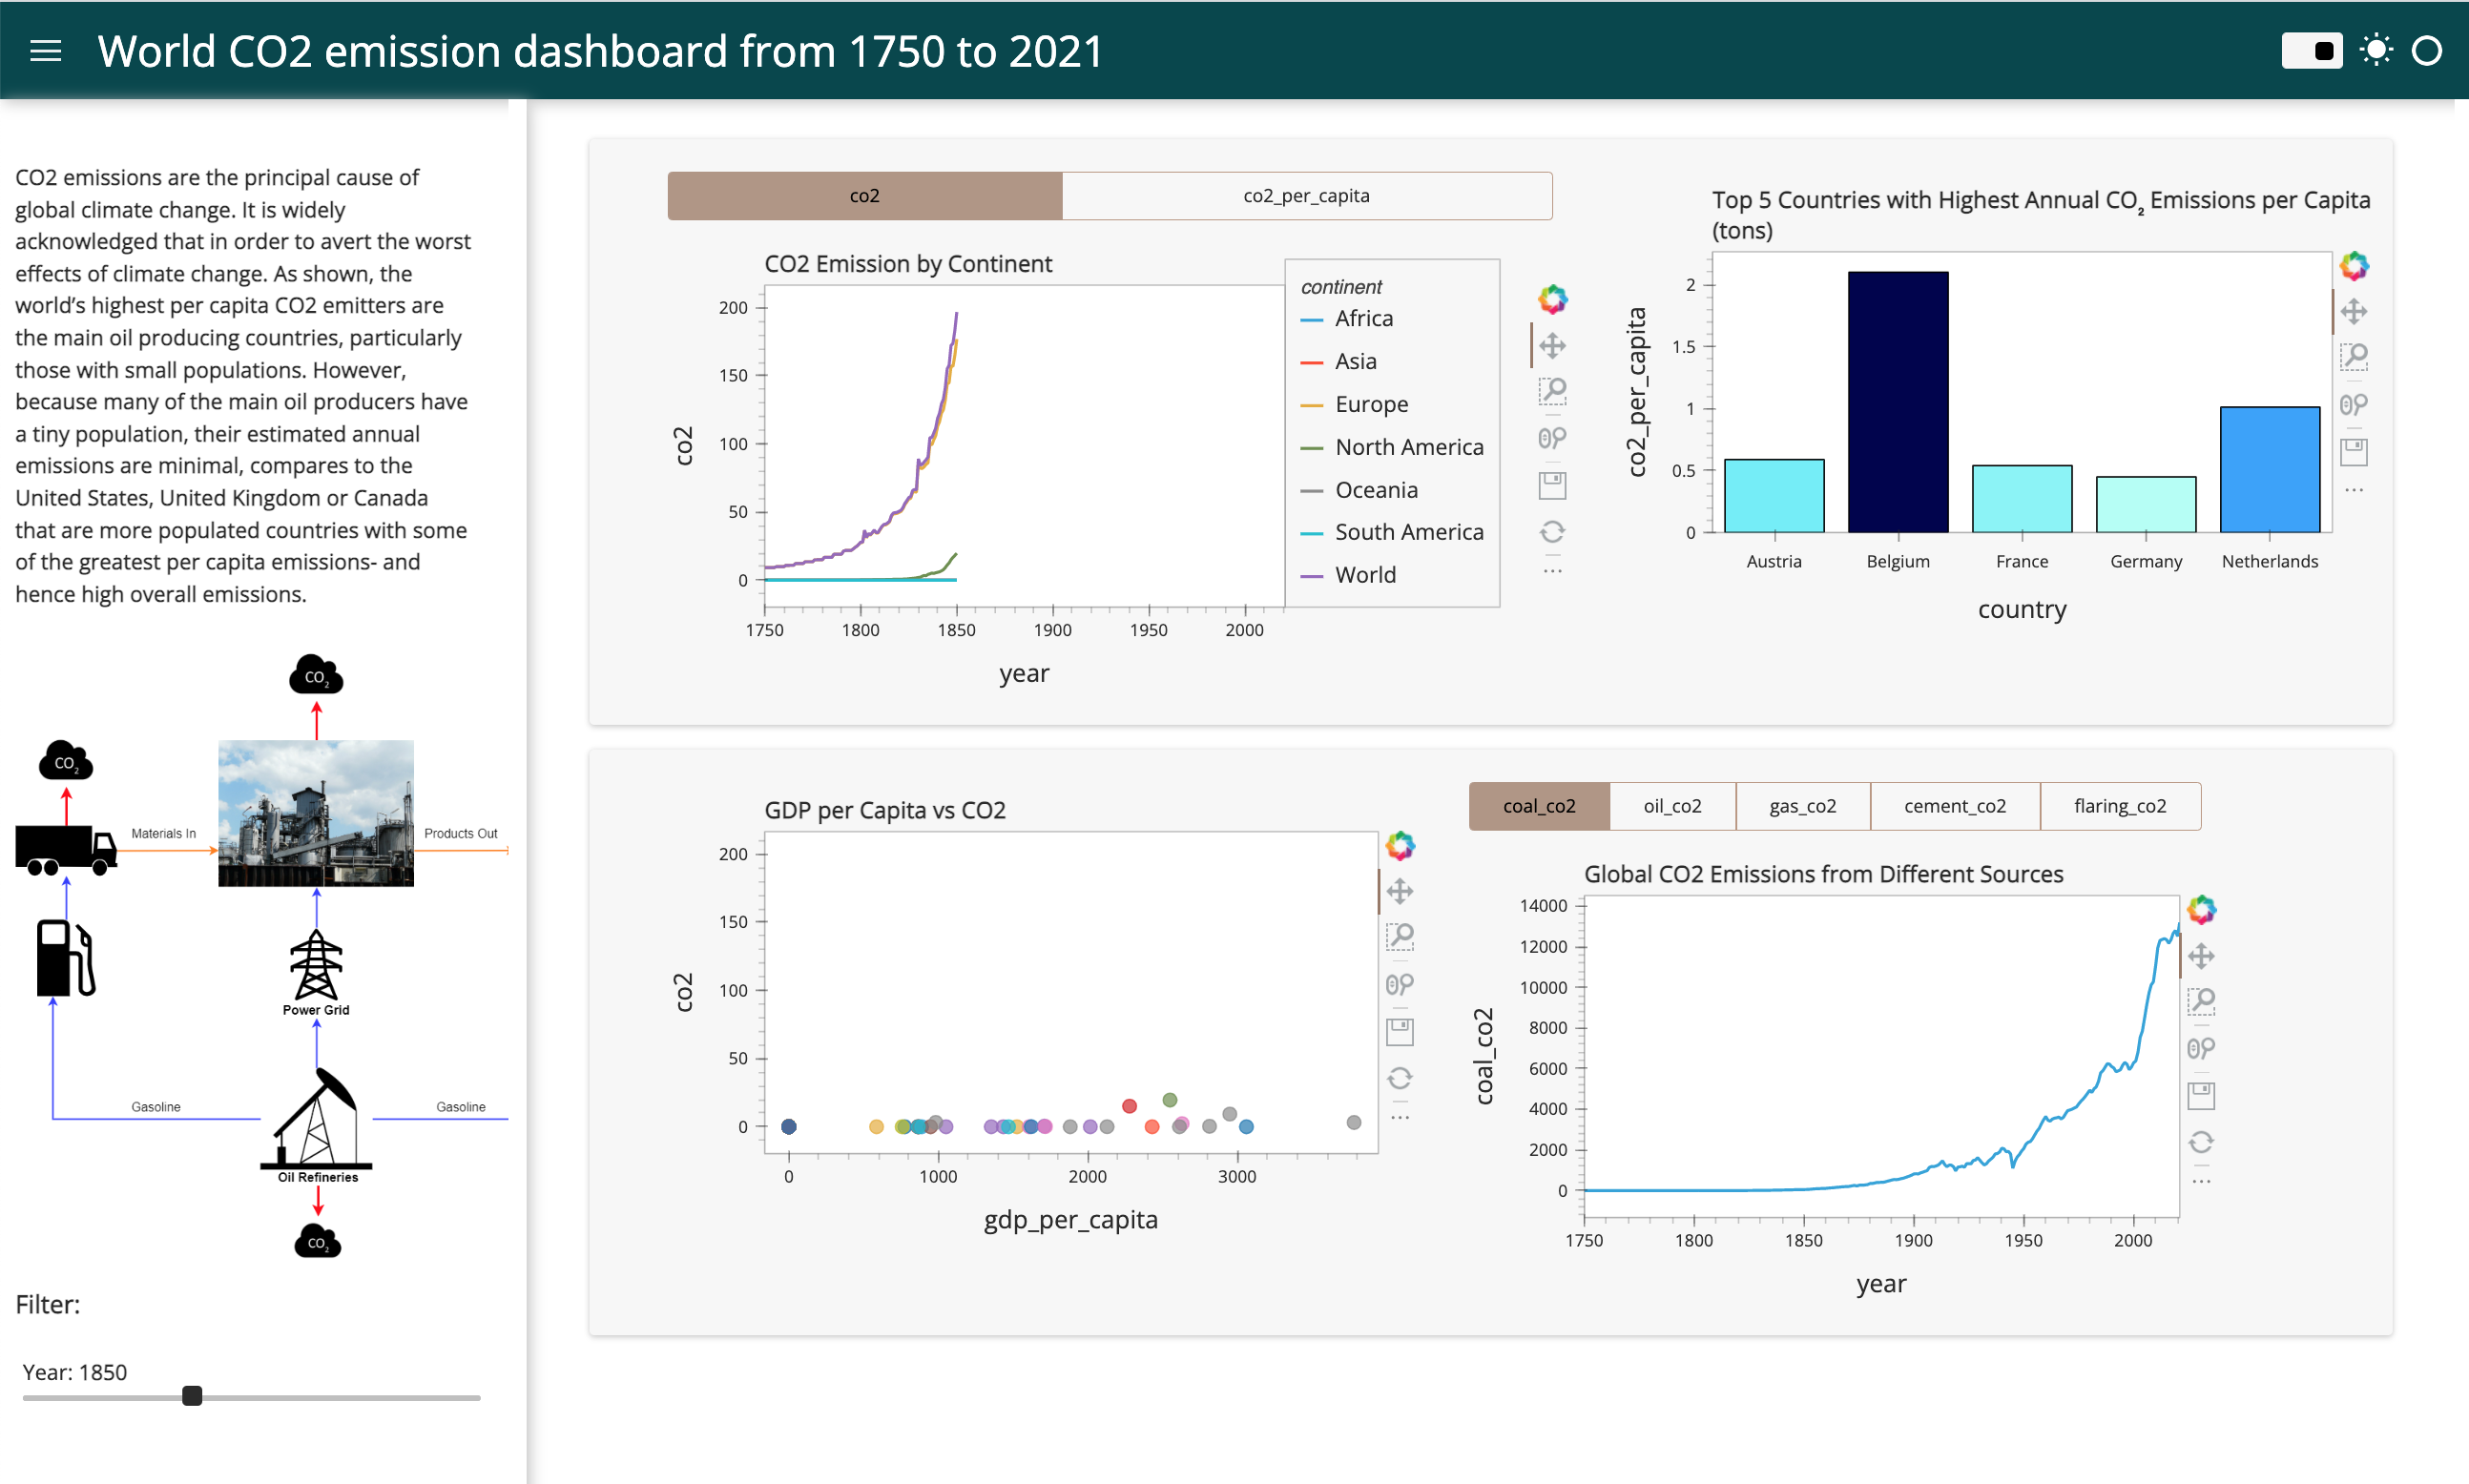 World CO2 emission dashboard from 1750 to 2021
CO2 emissions are the principal cause of
global climate change. It is widely
acknowledged that in order to avert the worst
effects of climate change. As shown, the
world's highest per capita CO2 emitters are
the main oil producing countries, particularly
those with small populations. However,
because many of the main oil producers have
a tiny population, their estimated annual
emissions are minimal, compares to the
United States, United Kingdom or Canada
that are more populated countries with some
of the greatest per capita emissions- and
hence high overall emissions.
CO2
CO2
Materials In
Products Out
Power Grid
Gasoline
Gasoline
Oil Refineries
CO2
Filter:
Year: 1850
co2
co2_per_capita
CO2 Emission by Continent
co2
200
150
100
50
0
1750 1800 1850 1900 1950 2000
year
continent
Africa
Asia
Europe
North America
Oceania
South America
World
Top 5 Countries with Highest Annual CO₂ Emissions per Capita
(tons)
co2_per_capita
2
1.5
1
0.5
0
Austria Belgium France Germany Netherlands
country
GDP per Capita vs CO2
co2
200
150
100
50
0
0 1000 2000 3000
gdp_per_capita
coal_co2 oil_co2 gas_co2 cement_co2 flaring_co2
Global CO2 Emissions from Different Sources
coal_co2
14000
12000
10000
8000
6000
4000
2000
0
1750 1800 1850 1900 1950 2000
year